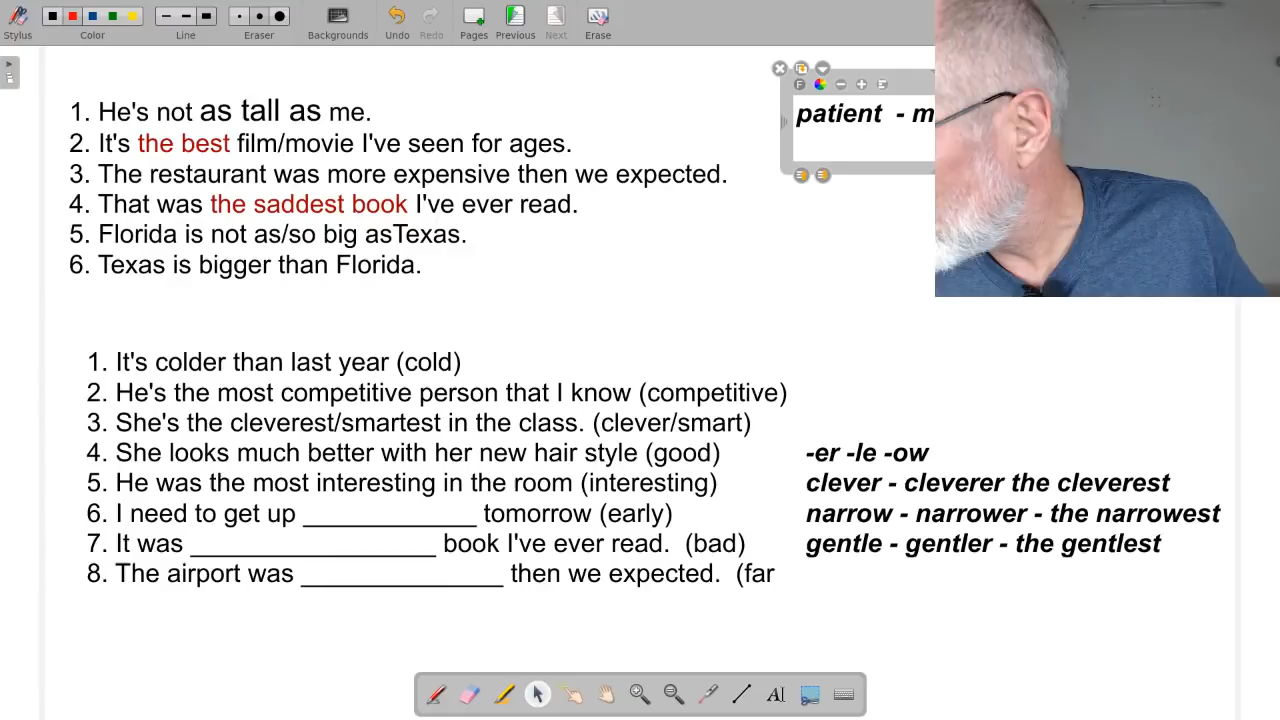 Stylus Color Line Eraser Backgrounds Undo Redo Pages Previous Next Erase
patient - m
1. He's not as tall as me.
2. It's the best film/movie I've seen for ages.
3. The restaurant was more expensive then we expected.
4. That was the saddest book I've ever read.
5. Florida is not as/so big asTexas.
6. Texas is bigger than Florida.
1. It's colder than last year (cold)
2. He's the most competitive person that I know (competitive)
3. She's the cleverest/smartest in the class. (clever/smart)
4. She looks much better with her new hair style (good)
5. He was the most interesting in the room (interesting)
6. I need to get up _____________ tomorrow (early)
7. It was __________________ book I've ever read. (bad)
8. The airport was _______________ then we expected. (far
-er -le -ow
clever - cleverer the cleverest
narrow - narrower - the narrowest
gentle - gentler - the gentlest